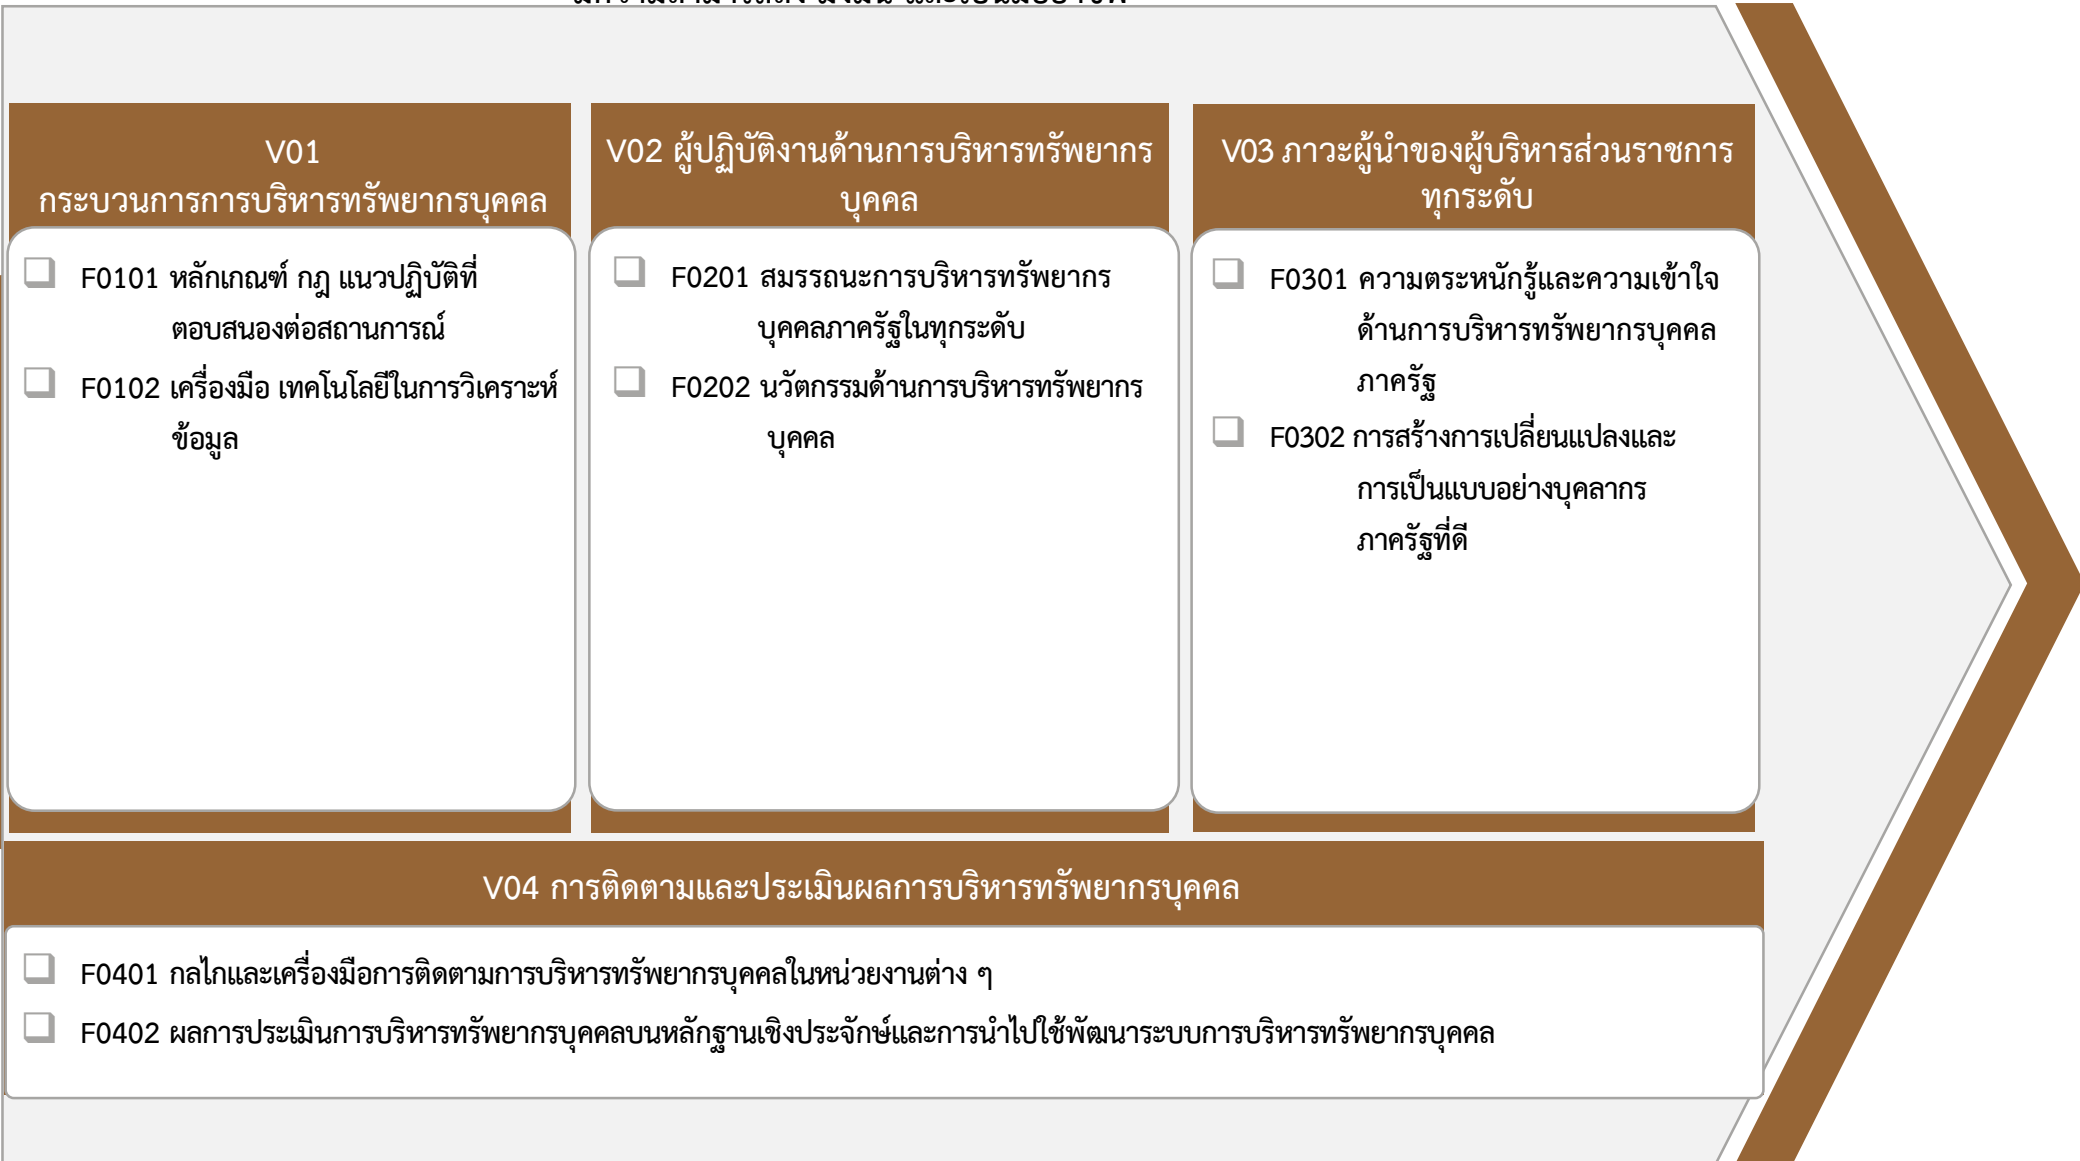 V01
กระบวนการการบริหารทรัพยากรบุคคล
F0101 หลักเกณฑ์ กฎ แนวปฏิบัติที่
ตอบสนองต่อสถานการณ์
F0102 เครื่องมือ เทคโนโลยีในการวิเคราะห์
ข้อมูล
V02 ผู้ปฏิบัติงานด้านการบริหารทรัพยากร
บุคคล
F0201 สมรรถนะการบริหารทรัพยากร
บุคคลภาครัฐในทุกระดับ
F0202 นวัตกรรมด้านการบริหารทรัพยากร
บุคคล
V03 ภาวะผู้นำของผู้บริหารส่วนราชการ
ทุกระดับ
F0301 ความตระหนักรู้และความเข้าใจ
ด้านการบริหารทรัพยากรบุคคล
ภาครัฐ
F0302 การสร้างการเปลี่ยนแปลงและ
การเป็นแบบอย่างบุคลากร
ภาครัฐที่ดี
V04 การติดตามและประเมินผลการบริหารทรัพยากรบุคคล
F0401 กลไกและเครื่องมือการติดตามการบริหารทรัพยากรบุคคลในหน่วยงานต่าง ๆ
F0402 ผลการประเมินการบริหารทรัพยากรบุคคลบนหลักฐานเชิงประจักษ์และการนำไปใช้พัฒนาระบบการบริหารทรัพยากรบุคคล